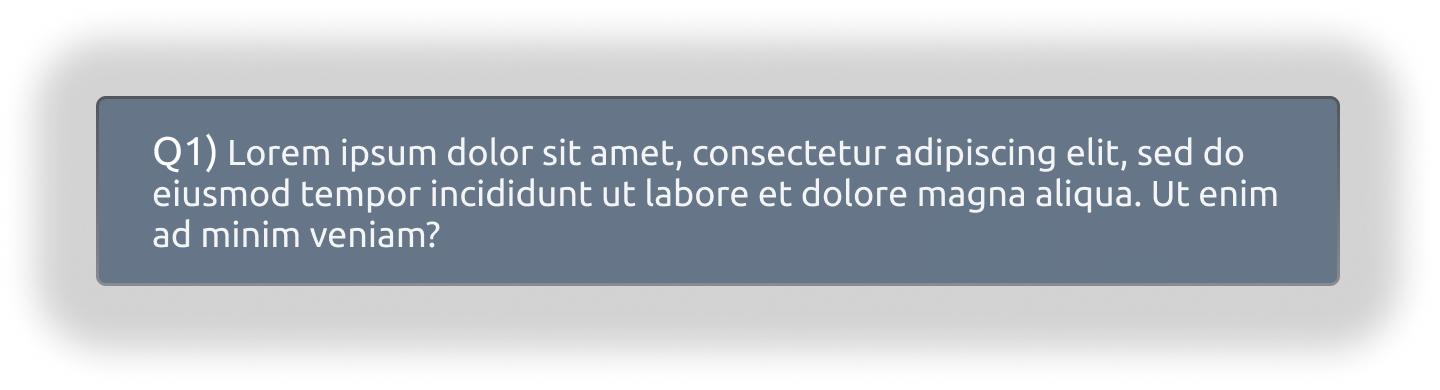 Q1) Lorem ipsum dolor sit amet, consectetur adipiscing elit, sed do
eiusmod tempor incididunt ut labore et dolore magna aliqua. Ut enim
ad minim veniam?